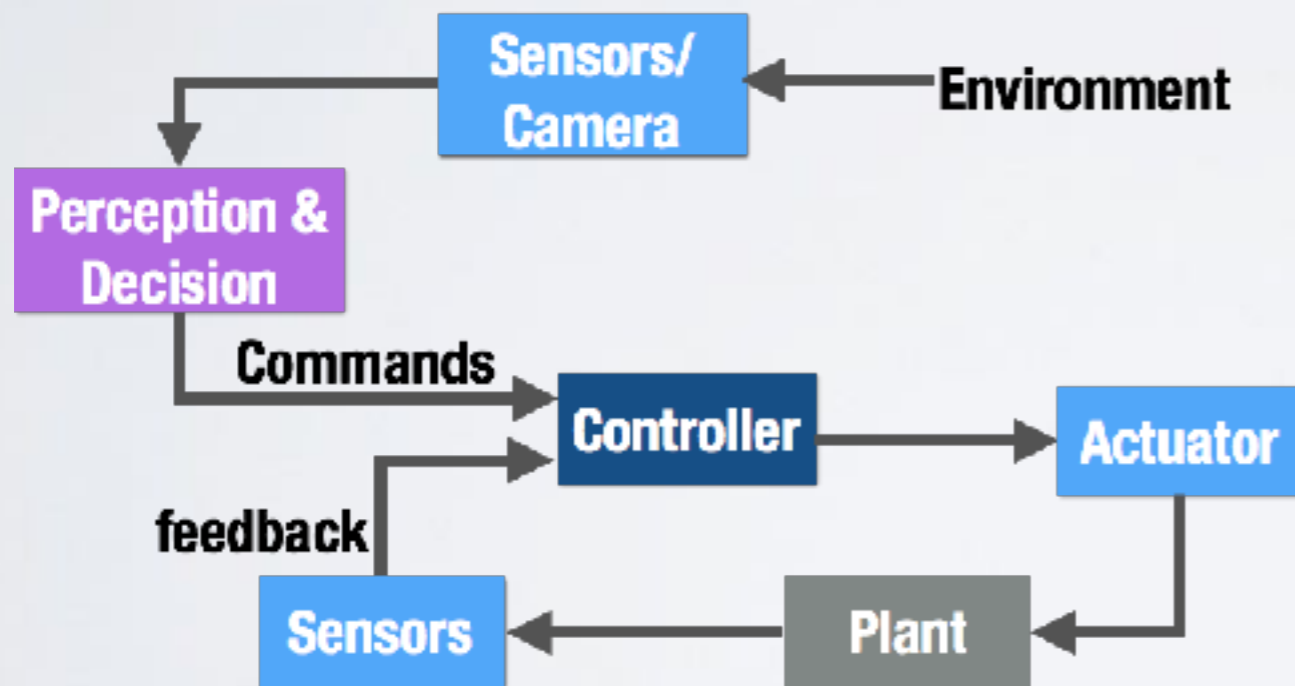 Sensors/
Camera
Environment
Perception &
Decision
Commands
Controller
Actuator
feedback
Sensors
Plant